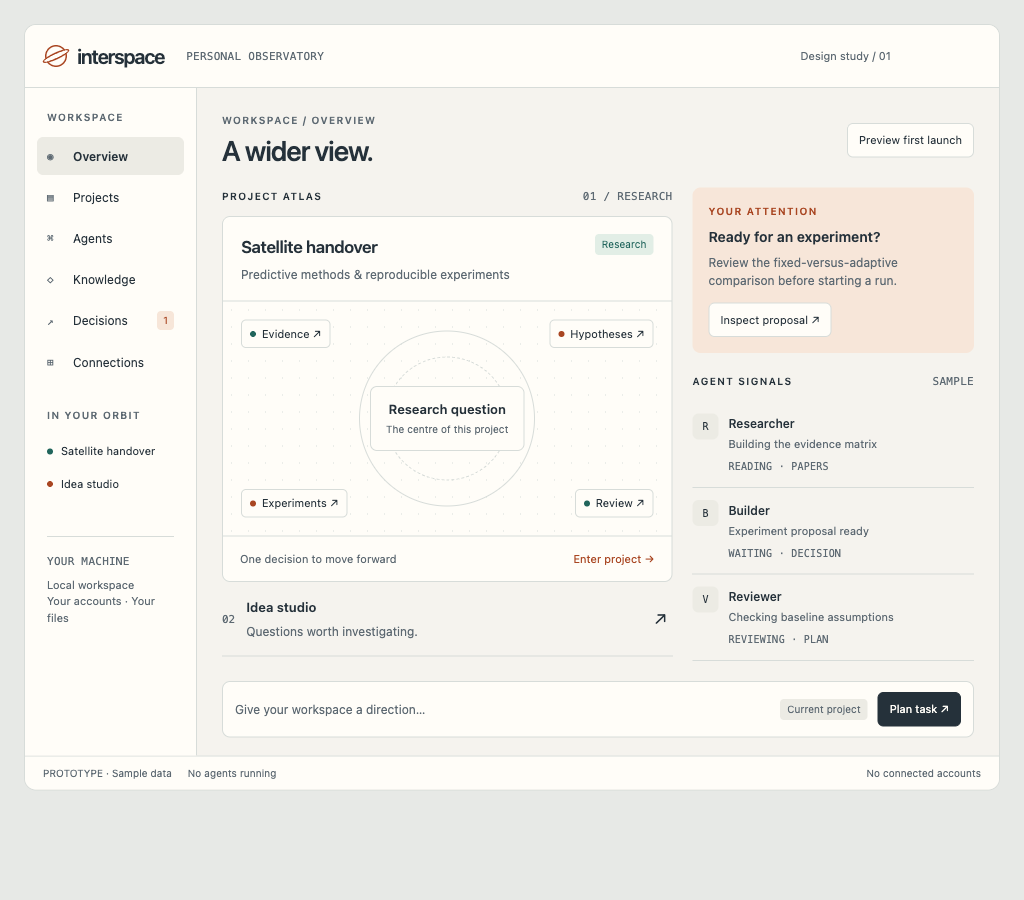 interspace
PERSONAL OBSERVATORY
Design study / 01
WORKSPACE
Overview
Projects
Agents
Knowledge
Decisions 1
Connections
IN YOUR ORBIT
Satellite handover
Idea studio
YOUR MACHINE
Local workspace
Your accounts · Your
files
WORKSPACE / OVERVIEW
A wider view.
Preview first launch
PROJECT ATLAS
01 / RESEARCH
Satellite handover
Research
Predictive methods & reproducible experiments
Evidence ↗
Hypotheses ↗
Research question
The centre of this project
Experiments ↗
Review ↗
One decision to move forward
Enter project →
02
Idea studio
Questions worth investigating.
YOUR ATTENTION
Ready for an experiment?
Review the fixed-versus-adaptive
comparison before starting a run.
Inspect proposal ↗
AGENT SIGNALS
SAMPLE
R
Researcher
Building the evidence matrix
READING · PAPERS
B
Builder
Experiment proposal ready
WAITING · DECISION
V
Reviewer
Checking baseline assumptions
REVIEWING · PLAN
Give your workspace a direction...
Current project
Plan task ↗
PROTOTYPE · Sample data
No agents running
No connected accounts